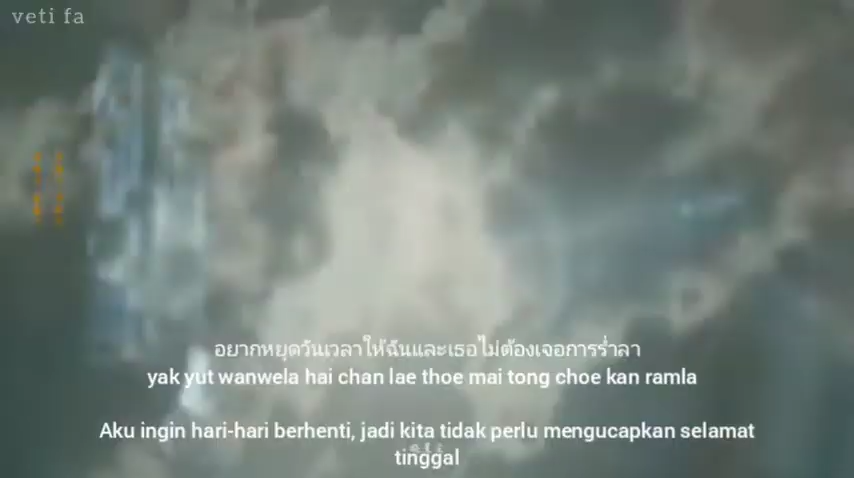 veti fa
อยากหยุดวันเวลาให้ฉันและเธอไม่ต้องเจอการร่ำลา
yak yut wanwela hai chan lae thoe mai tong choe kan ramla
Aku ingin hari-hari berhenti, jadi kita tidak perlu mengucapkan selamat
tinggal